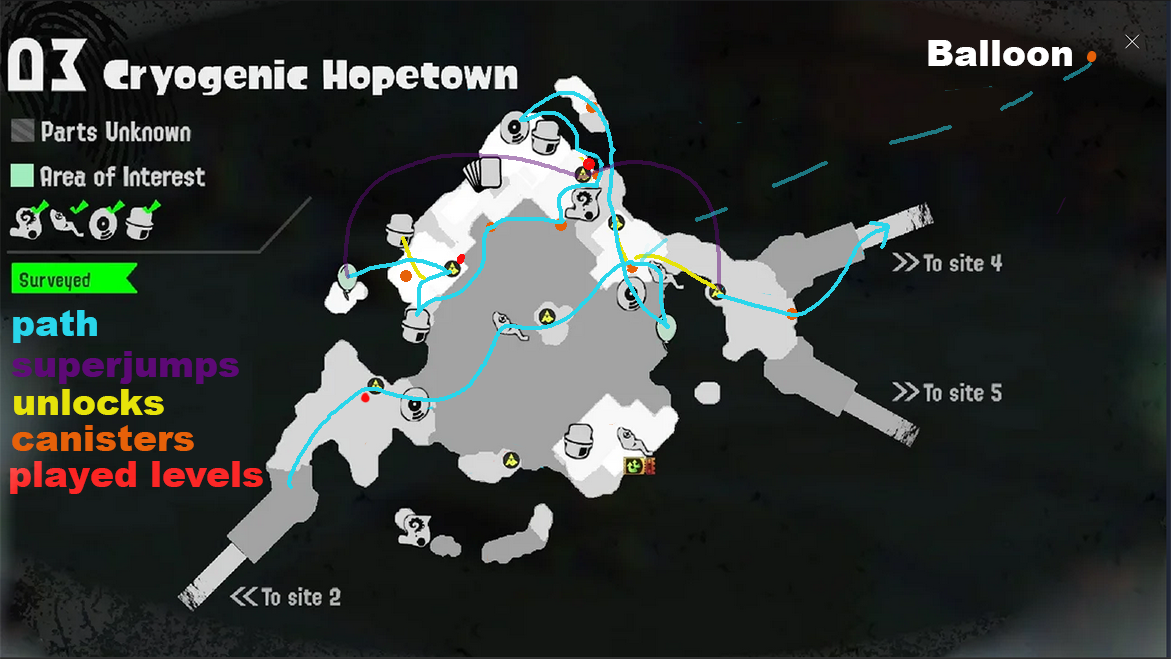 03 Cryogenic Hopetown
Balloon
Parts Unknown
Area of Interest
Surveyed
path
superjumps
unlocks
canisters
played levels
>> To site 4
>> To site 5
<< To site 2